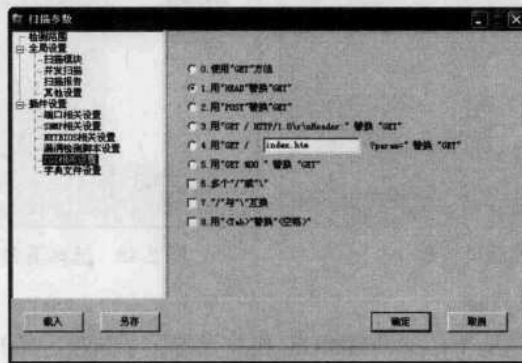 扫描参数
检测范围
全局设置
扫描模块
并发扫描
扫描报告
其他设置
插件设置
端口相关设置
SNMP相关设置
NETBIOS相关设置
漏洞检测脚本设置
相关设置
字典文件设置
0.使用"GET"方法
1.用"HEAD"替换"GET"
2.用"POST"替换"GET"
3.用"GET / HTTP/1.0\r\nHeader " 替换 "GET"
4.用"GET / index.htm ?param=" 替换 "GET"
5.用"GET %00 " 替换 "GET"
6.多个"/"或"\"
7."/"与"\"互换
8.用"<Tab>"替换"<空格>"
载入
另存
确定
取消